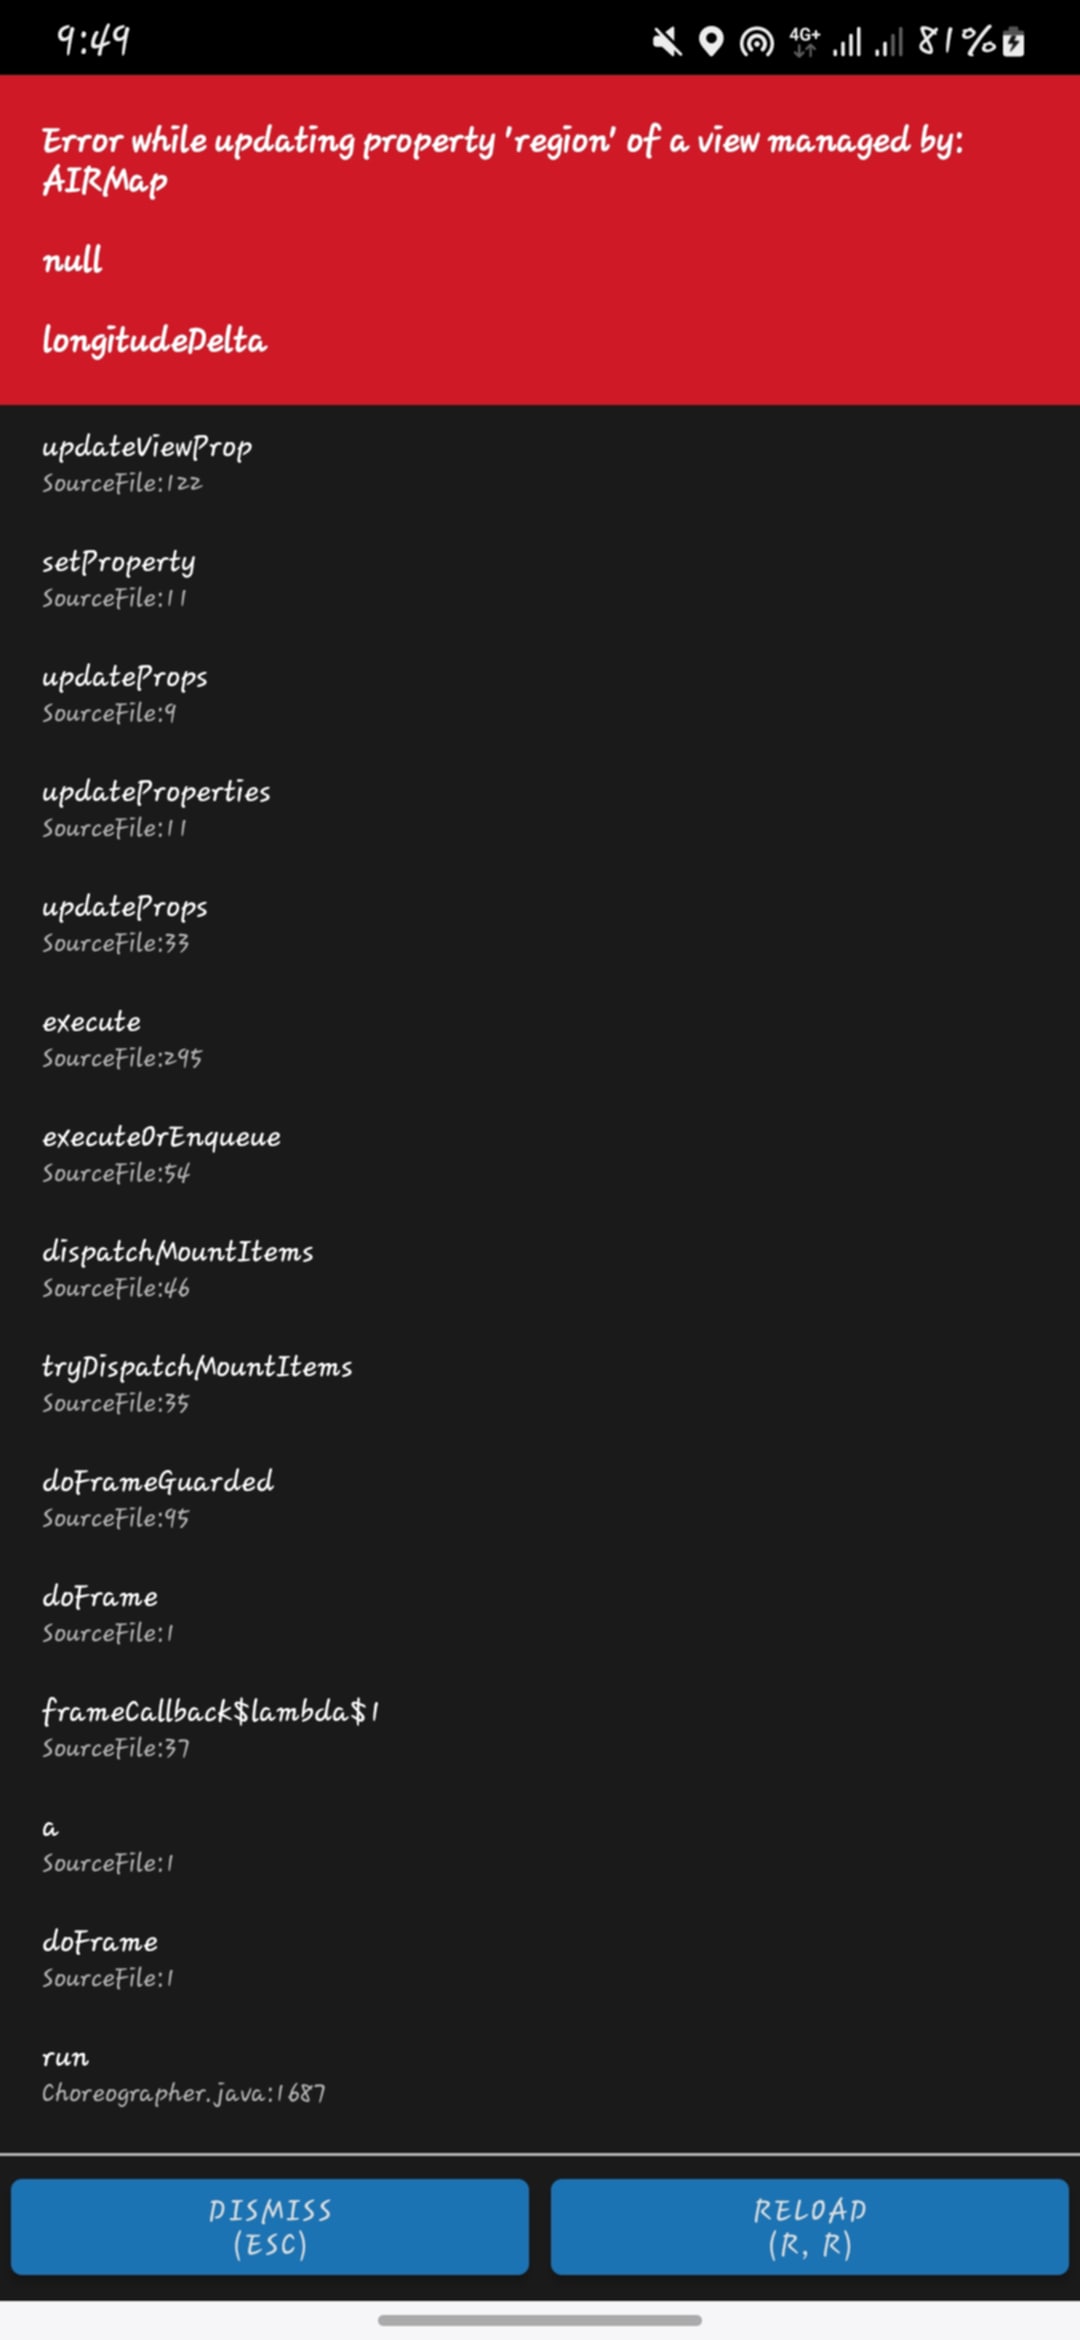 9:49
4G+
81%
Error while updating property 'region' of a view managed by:
AIRMap
null
longitudeDelta
updateViewProp
SourceFile:122
setProperty
SourceFile:11
updateProps
SourceFile:9
updateProperties
SourceFile:11
updateProps
SourceFile:33
execute
SourceFile:295
executeOrEnqueue
SourceFile:54
dispatchMountItems
SourceFile:46
tryDispatchMountItems
SourceFile:35
doFrameGuarded
SourceFile:95
doFrame
SourceFile:1
frameCallback$lambda$1
SourceFile:37
a
SourceFile:1
doFrame
SourceFile:1
run
Choreographer.java:1687
DISMISS
(ESC)
RELOAD
(R, R)